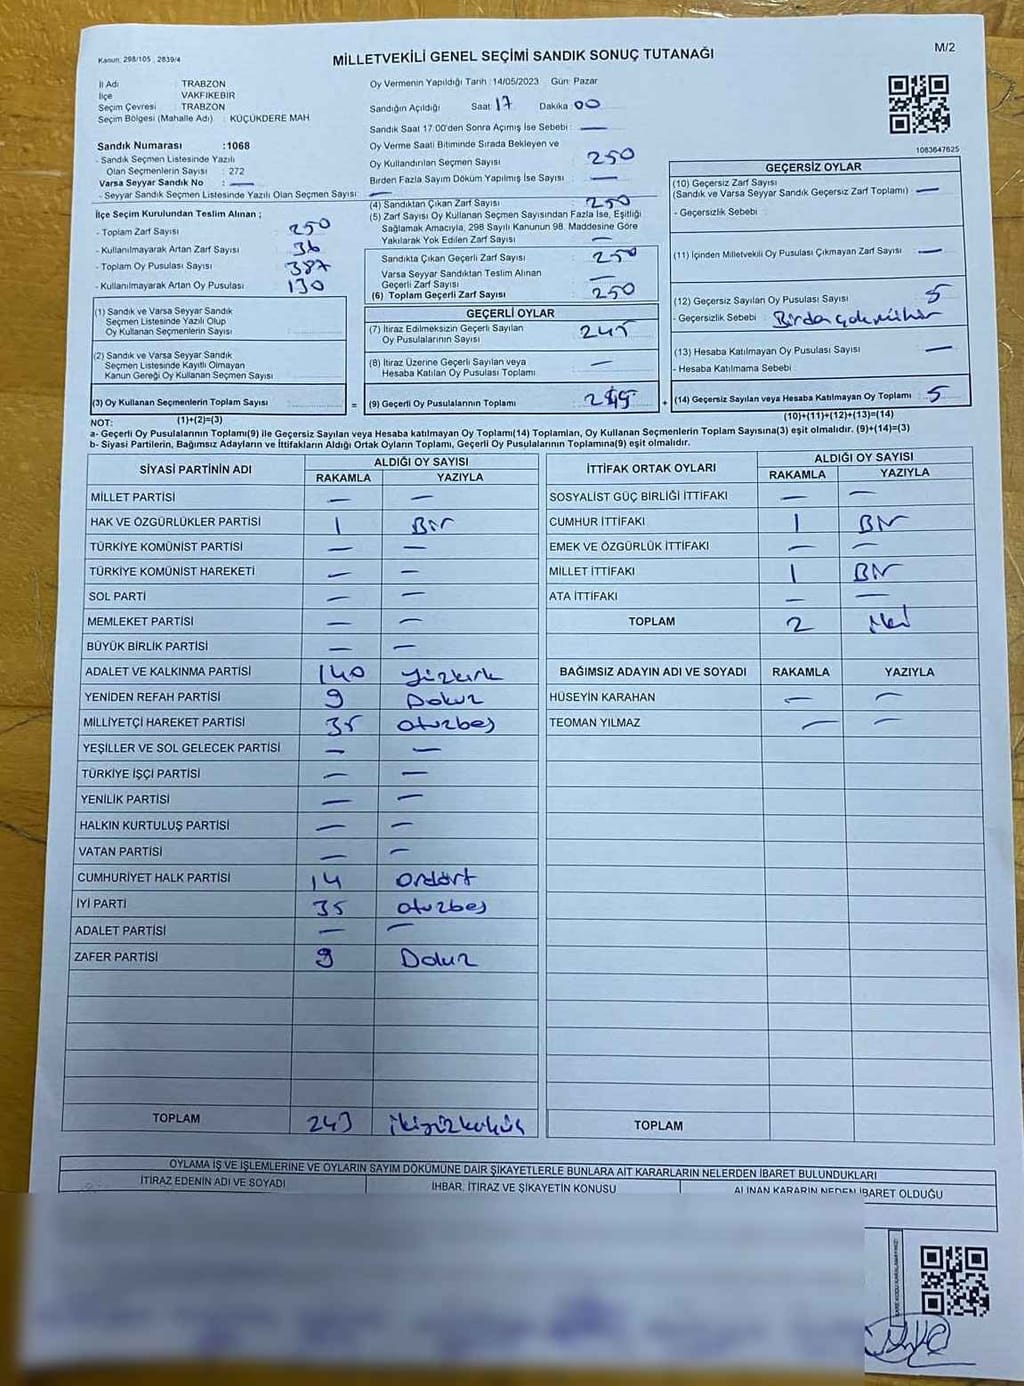 Kanun: 298/105, 2839/4
MİLLETVEKİLİ GENEL SEÇİMİ SANDIK SONUÇ TUTANAĞI
M/2
İl Adı : TRABZON
İlçe : VAKFIKEBİR
Seçim Çevresi : TRABZON
Seçim Bölgesi (Mahalle Adı) : KÜÇÜKDERE MAH
Sandık Numarası :1068
- Sandık Seçmen Listesinde Yazılı
Olan Seçmenlerin Sayısı : 272
Varsa Seyyar Sandık No : —
- Seyyar Sandık Seçmen Listesinde Yazılı Olan Seçmen Sayısı: —
İlçe Seçim Kurulundan Teslim Alınan ;
- Toplam Zarf Sayısı 250
- Kullanılmayarak Artan Zarf Sayısı 36
- Toplam Oy Pusulası Sayısı 387
- Kullanılmayarak Artan Oy Pusulası 130
(1) Sandık ve Varsa Seyyar Sandık
Seçmen Listesinde Yazılı Olup
Oy Kullanan Seçmenlerin Sayısı
(2) Sandık ve Varsa Seyyar Sandık
Seçmen Listesinde Kayıtlı Olmayan
Kanun Gereği Oy Kullanan Seçmen Sayısı
(3) Oy Kullanan Seçmenlerin Toplam Sayısı
Oy Vermenin Yapıldığı Tarih :14/05/2023 Gün: Pazar
Sandığın Açıldığı Saat 17 Dakika 00
Sandık Saat 17:00'den Sonra Açımış İse Sebebi : —
Oy Verme Saati Bitiminde Sırada Bekleyen ve
Oy Kullandırılan Seçmen Sayısı : 250
Birden Fazla Sayım Döküm Yapılmış İse Sayısı : —
(4) Sandıktan Çıkan Zarf Sayısı : 250
(5) Zarf Sayısı Oy Kullanan Seçmen Sayısından Fazla İse, Eşitliği
Sağlamak Amacıyla, 298 Sayılı Kanunun 98. Maddesine Göre
Yakılarak Yok Edilen Zarf Sayısı : —
Sandıkta Çıkan Geçerli Zarf Sayısı : 250
Varsa Seyyar Sandıktan Teslim Alınan
Geçerli Zarf Sayısı : —
(6) Toplam Geçerli Zarf Sayısı : 250
GEÇERLİ OYLAR
(7) İtiraz Edilmeksizin Geçerli Sayılan
Oy Pusulalarının Sayısı : 245
(8) İtiraz Üzerine Geçerli Sayılan veya
Hesaba Katılan Oy Pusulası Toplamı : —
= (9) Geçerli Oy Pusulalarının Toplamı : 245 +
1083647625
GEÇERSİZ OYLAR
(10) Geçersiz Zarf Sayısı
(Sandık ve Varsa Seyyar Sandık Geçersiz Zarf Toplamı) : —
- Geçersizlik Sebebi :
(11) İçinden Milletvekili Oy Pusulası Çıkmayan Zarf Sayısı : —
(12) Geçersiz Sayılan Oy Pusulası Sayısı : 5
- Geçersizlik Sebebi : Birden çok mühür
(13) Hesaba Katılmayan Oy Pusulası Sayısı : —
- Hesaba Katılmama Sebebi :
(14) Geçersiz Sayılan veya Hesaba Katılmayan Oy Toplamı : 5
NOT: (1)+(2)=(3)
(10)+(11)+(12)+(13)=(14)
a- Geçerli Oy Pusulalarının Toplamı(9) ile Geçersiz Sayılan veya Hesaba katılmayan Oy Toplamı(14) Toplamları, Oy Kullanan Seçmenlerin Toplam Sayısına(3) eşit olmalıdır. (9)+(14)=(3)
b- Siyasi Partilerin, Bağımsız Adayların ve İttifakların Aldığı Ortak Oyların Toplamı, Geçerli Oy Pusulalarının Toplamına(9) eşit olmalıdır.
SİYASİ PARTİNİN ADI ALDIĞI OY SAYISI
RAKAMLA YAZIYLA
MİLLET PARTİSİ — —
HAK VE ÖZGÜRLÜKLER PARTİSİ 1 Bir
TÜRKİYE KOMÜNİST PARTİSİ — —
TÜRKİYE KOMÜNİST HAREKETİ — —
SOL PARTİ — —
MEMLEKET PARTİSİ — —
BÜYÜK BİRLİK PARTİSİ — —
ADALET VE KALKINMA PARTİSİ 140 Yüzkırk
YENİDEN REFAH PARTİSİ 9 Dokuz
MİLLİYETÇİ HAREKET PARTİSİ 35 otuzbeş
YEŞİLLER VE SOL GELECEK PARTİSİ — —
TÜRKİYE İŞÇİ PARTİSİ — —
YENİLİK PARTİSİ — —
HALKIN KURTULUŞ PARTİSİ — —
VATAN PARTİSİ — —
CUMHURİYET HALK PARTİSİ 14 ondört
İYİ PARTİ 35 otuzbeş
ADALET PARTİSİ — —
ZAFER PARTİSİ 9 Dokuz
TOPLAM 243 ikiyüzkırküç
İTTİFAK ORTAK OYLARI ALDIĞI OY SAYISI
RAKAMLA YAZIYLA
SOSYALİST GÜÇ BİRLİĞİ İTTİFAKI — —
CUMHUR İTTİFAKI 1 Bir
EMEK VE ÖZGÜRLÜK İTTİFAKI — —
MİLLET İTTİFAKI 1 Bir
ATA İTTİFAKI — —
TOPLAM 2 iki
BAĞIMSIZ ADAYIN ADI VE SOYADI RAKAMLA YAZIYLA
HÜSEYİN KARAHAN — —
TEOMAN YILMAZ — —
TOPLAM
OYLAMA İŞ VE İŞLEMLERİNE VE OYLARIN SAYIM DÖKÜMÜNE DAİR ŞİKAYETLERLE BUNLARA AİT KARARLARIN NELERDEN İBARET BULUNDUKLARI
İTİRAZ EDENİN ADI VE SOYADI İHBAR, İTİRAZ VE ŞİKAYETİN KONUSU ALINAN KARARIN NEDEN İBARET OLDUĞU